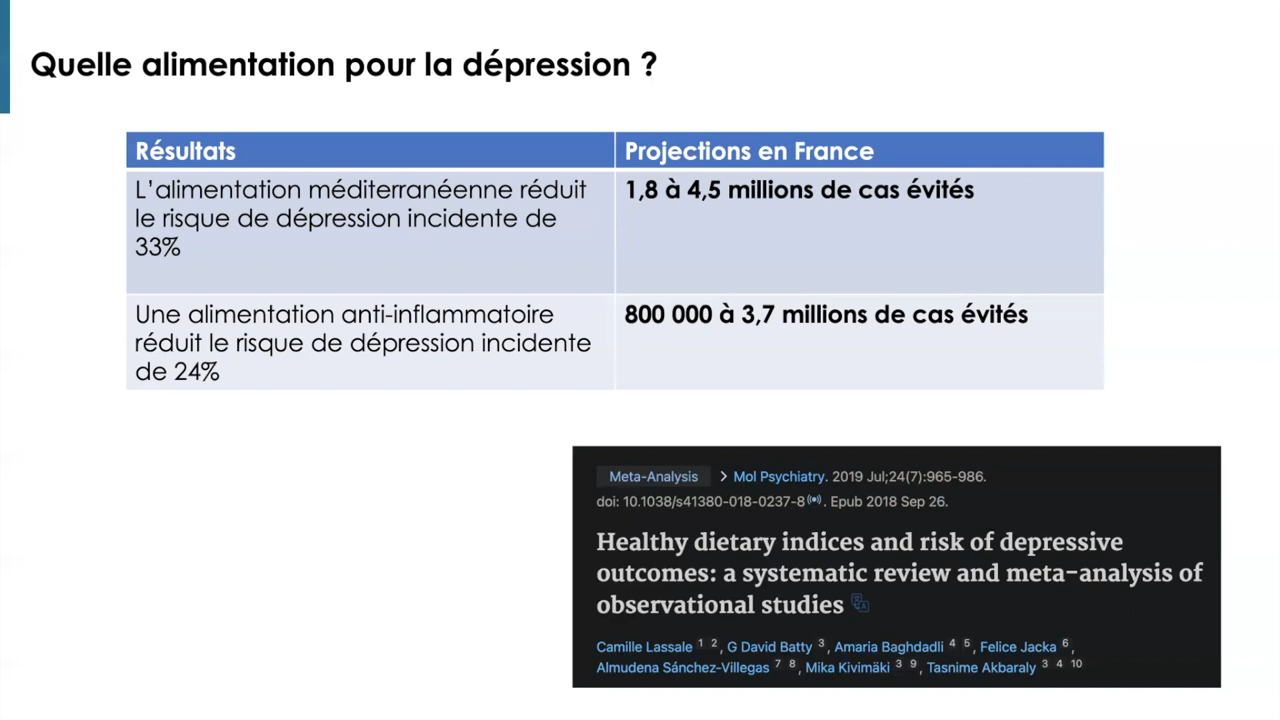 Quelle alimentation pour la dépression ?
Résultats
Projections en France
L'alimentation méditerranéenne réduit
le risque de dépression incidente de
33%
1,8 à 4,5 millions de cas évités
Une alimentation anti-inflammatoire
réduit le risque de dépression incidente
de 24%
800 000 à 3,7 millions de cas évités
Meta-Analysis > Mol Psychiatry. 2019 Jul;24(7):965-986.
doi: 10.1038/s41380-018-0237-8. Epub 2018 Sep 26.
Healthy dietary indices and risk of depressive
outcomes: a systematic review and meta-analysis of
observational studies
Camille Lassale 1 2, G David Batty 3, Amaria Baghdadli 4 5, Felice Jacka 6,
Almudena Sánchez-Villegas 7 8, Mika Kivimäki 3 9, Tasnime Akbaraly 3 4 10